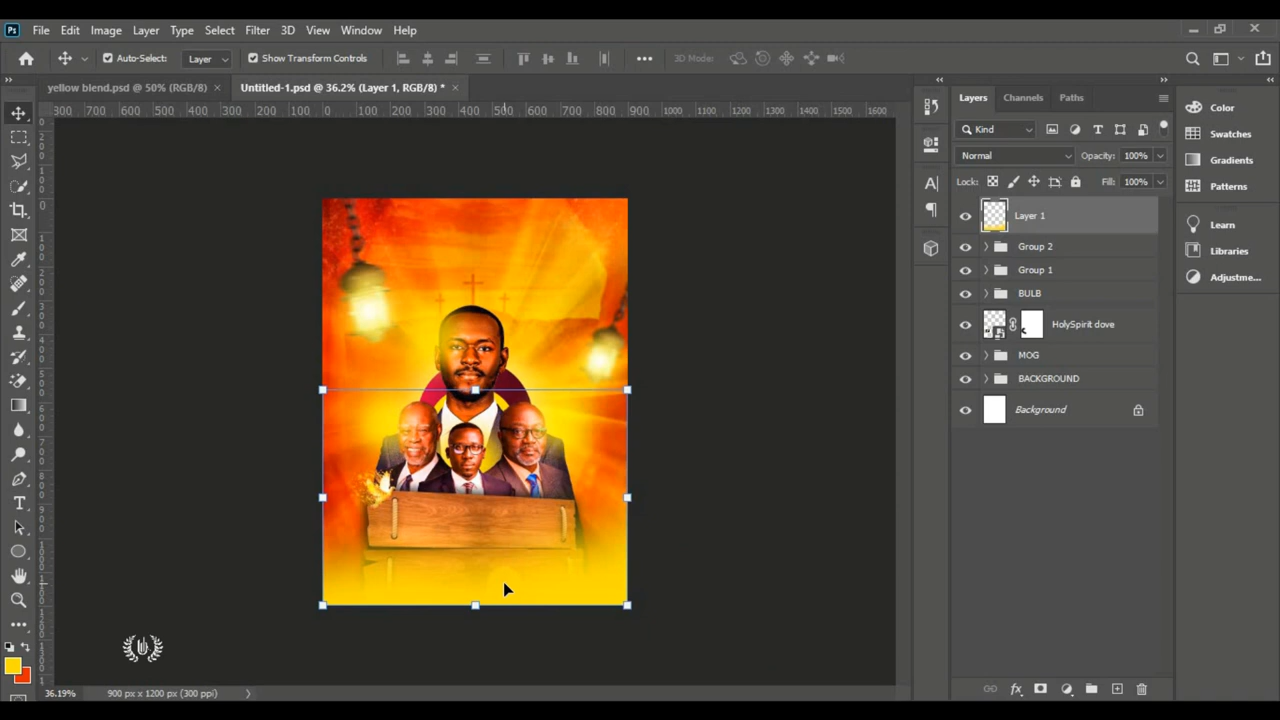 Ps File Edit Image Layer Type Select Filter 3D View Window Help
Auto-Select: Layer Show Transform Controls 3D Mode:
yellow blend.psd @ 50% (RGB/8) × Untitled-1.psd @ 36.2% (Layer 1, RGB/8) * ×
300 700 600 500 400 300 200 100 0 100 200 300 400 500 600 700 800 900 1000 1100 1200 1300 1400 1500 1600
Layers Channels Paths
Kind
Normal Opacity: 100%
Lock: Fill: 100%
Layer 1
Group 2
Group 1
BULB
HolySpirit dove
MOG
BACKGROUND
Background
Color
Swatches
Gradients
Patterns
Learn
Libraries
Adjustme...
36.19% 900 px x 1200 px (300 ppi)